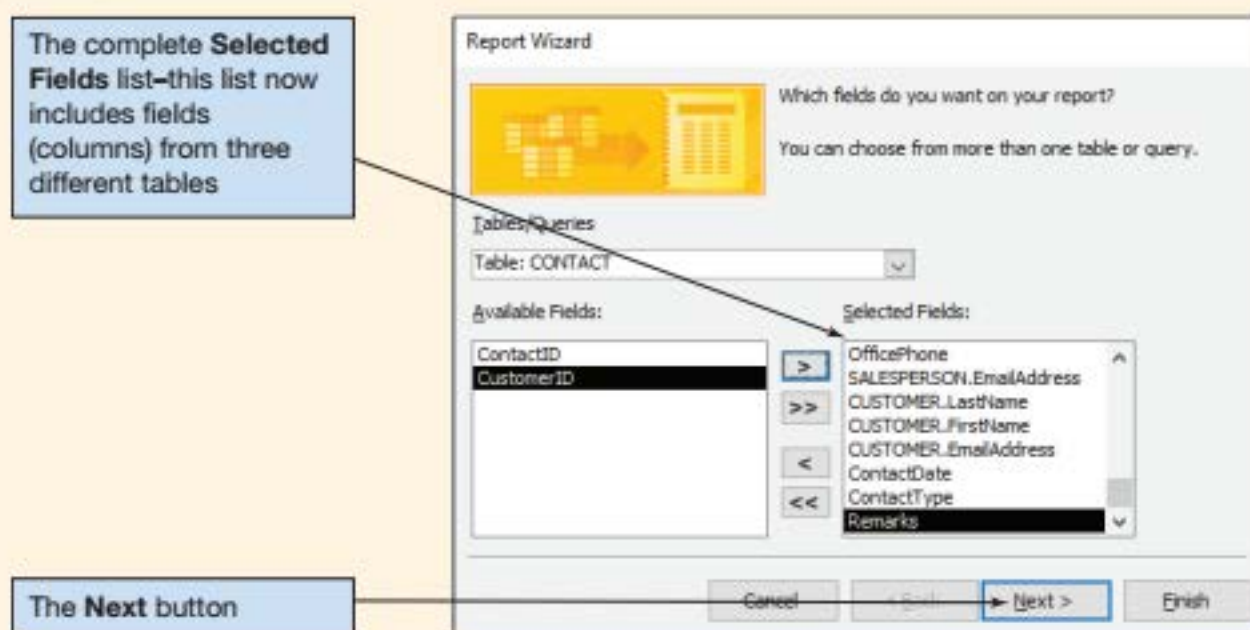 The complete Selected
Fields list–this list now
includes fields
(columns) from three
different tables
Report Wizard
Which fields do you want on your report?
You can choose from more than one table or query.
Tables/Queries
Table: CONTACT
Available Fields:
Selected Fields:
ContactID
CustomerID
>
>>
<
<<
OfficePhone
SALESPERSON.EmailAddress
CUSTOMER.LastName
CUSTOMER.FirstName
CUSTOMER.EmailAddress
ContactDate
ContactType
Remarks
The Next button
Cancel
< Back
Next >
Finish